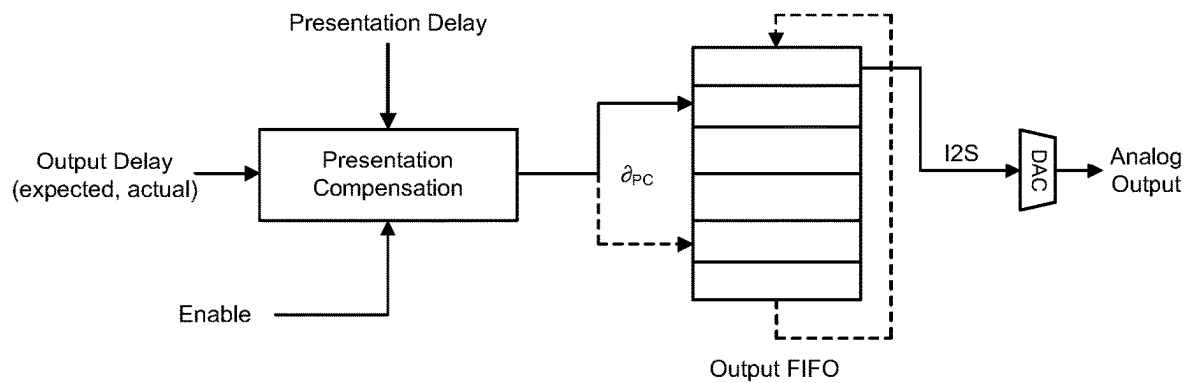 Presentation Delay
Output Delay
(expected, actual)
Presentation
Compensation
Enable
∂PC
Output FIFO
I2S
DAC
Analog
Output